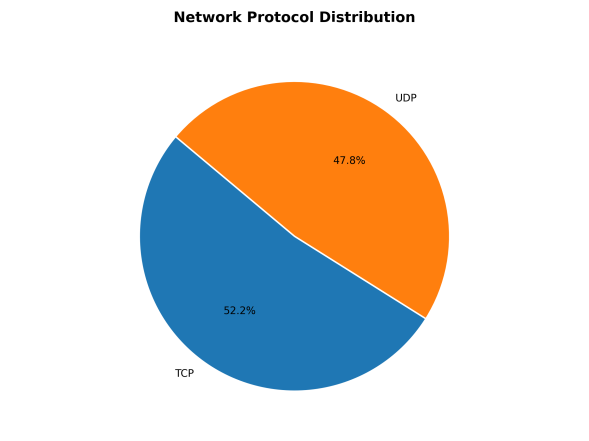 Network Protocol Distribution
UDP
47.8%
52.2%
TCP